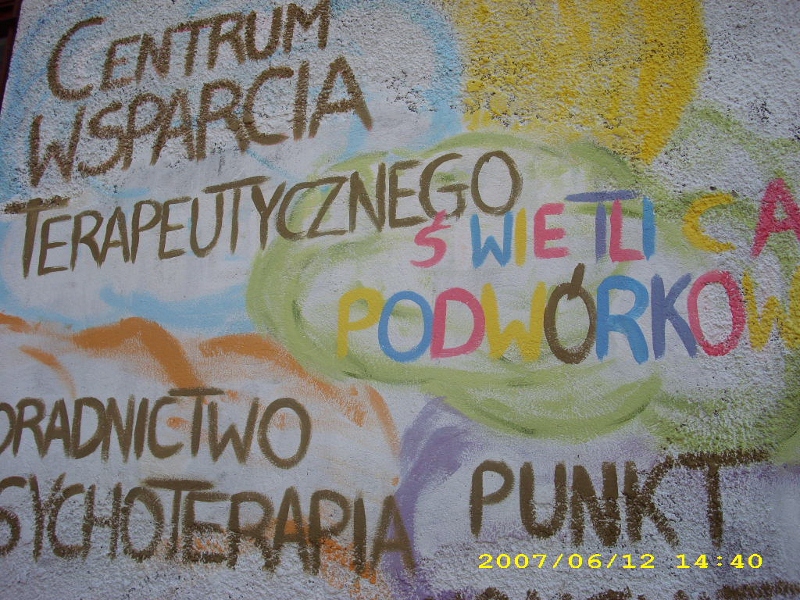 CENTRUM
WSPARCIA
TERAPEUTYCZNEGO
ŚWIETLICA
PODWÓRKOW
ORADNICTWO
SYCHOTERAPIA
PUNKT
2007/06/12 14:40